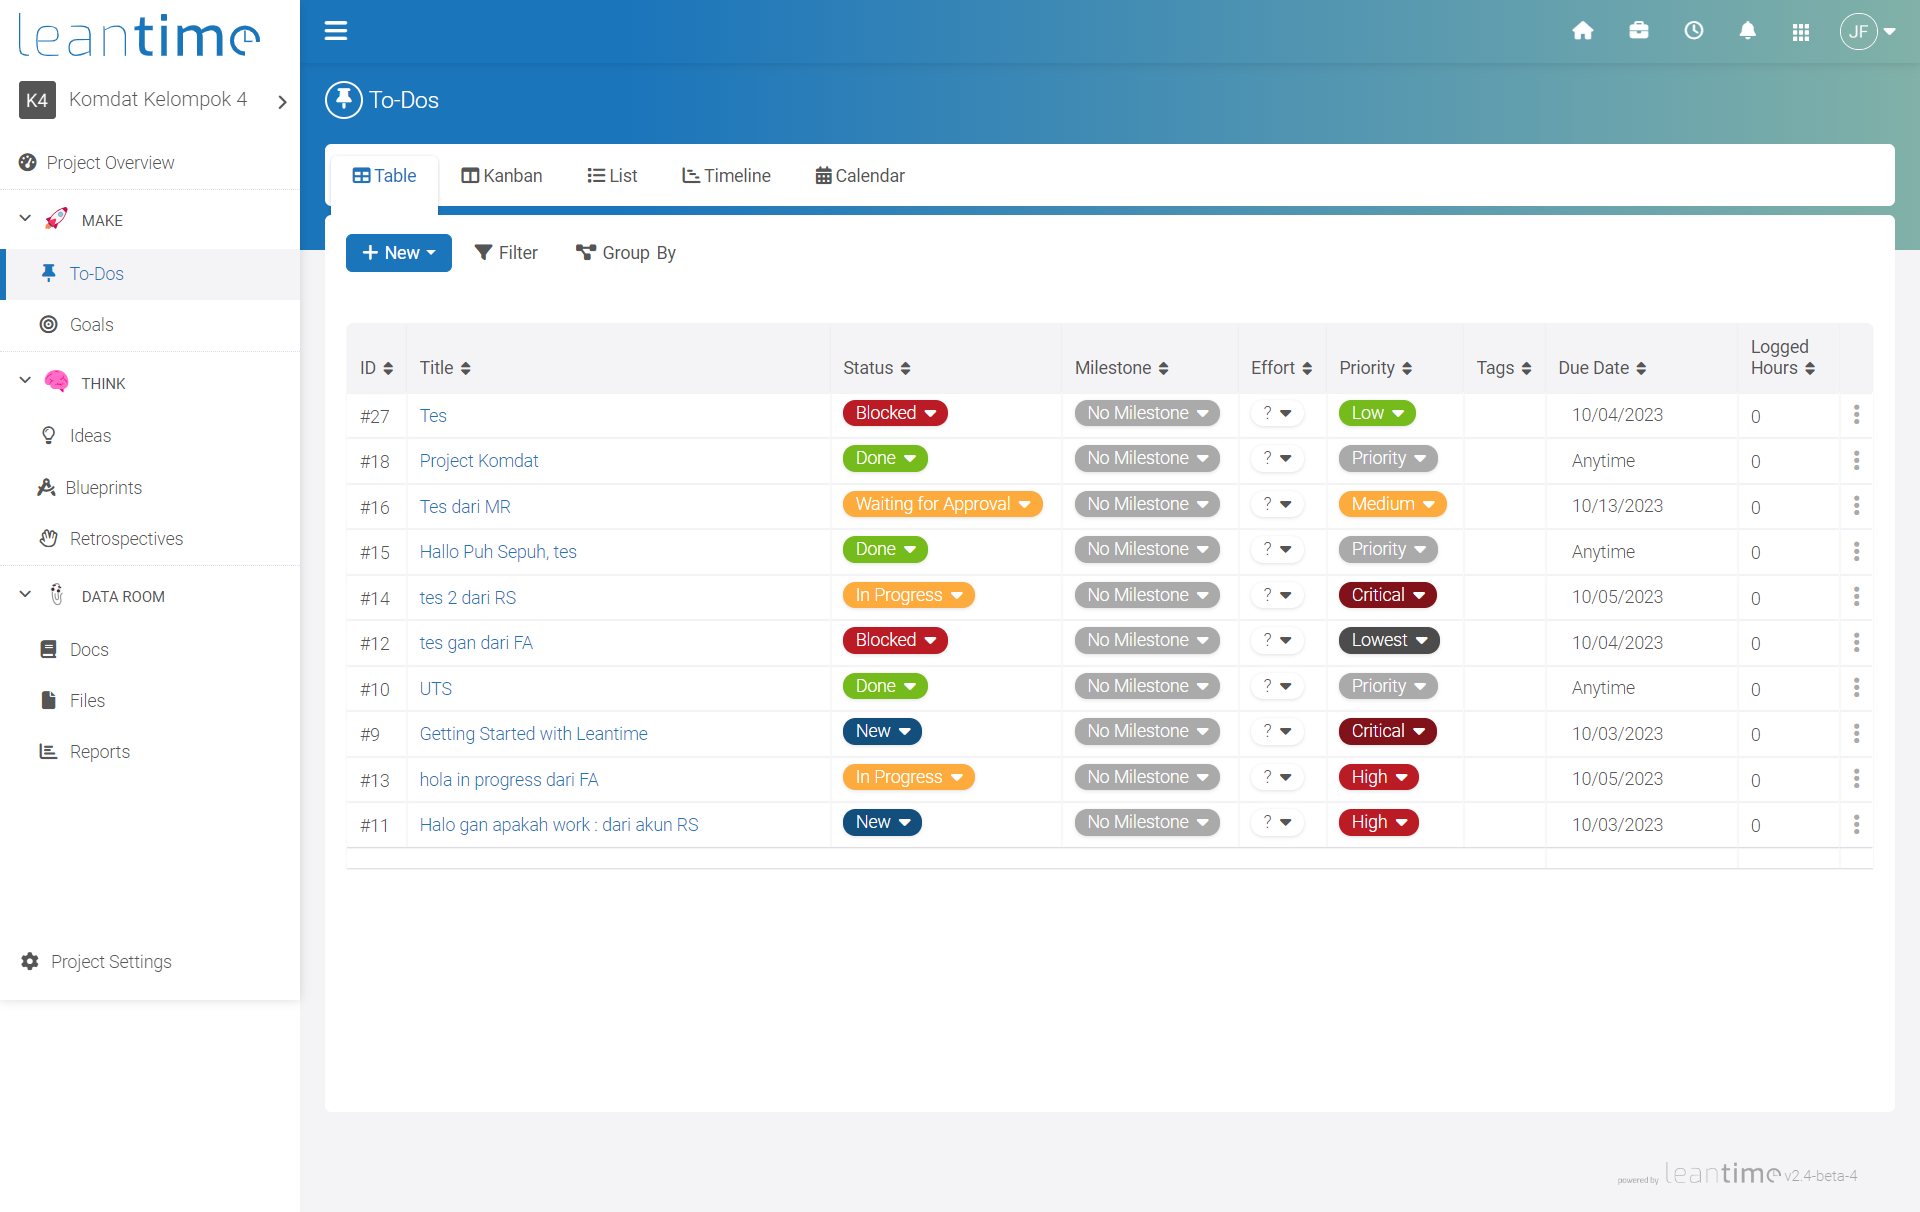 leantime
K4 Komdat Kelompok 4
Project Overview
MAKE
To-Dos
Goals
THINK
Ideas
Blueprints
Retrospectives
DATA ROOM
Docs
Files
Reports
Project Settings
JF
To-Dos
Table Kanban List Timeline Calendar
New Filter Group By
ID Title Status Milestone Effort Priority Tags Due Date Logged Hours
#27 Tes Blocked No Milestone ? Low 10/04/2023 0
#18 Project Komdat Done No Milestone ? Priority Anytime 0
#16 Tes dari MR Waiting for Approval No Milestone ? Medium 10/13/2023 0
#15 Hallo Puh Sepuh, tes Done No Milestone ? Priority Anytime 0
#14 tes 2 dari RS In Progress No Milestone ? Critical 10/05/2023 0
#12 tes gan dari FA Blocked No Milestone ? Lowest 10/04/2023 0
#10 UTS Done No Milestone ? Priority Anytime 0
#9 Getting Started with Leantime New No Milestone ? Critical 10/03/2023 0
#13 hola in progress dari FA In Progress No Milestone ? High 10/05/2023 0
#11 Halo gan apakah work : dari akun RS New No Milestone ? High 10/03/2023 0
powered by leantime v2.4-beta-4